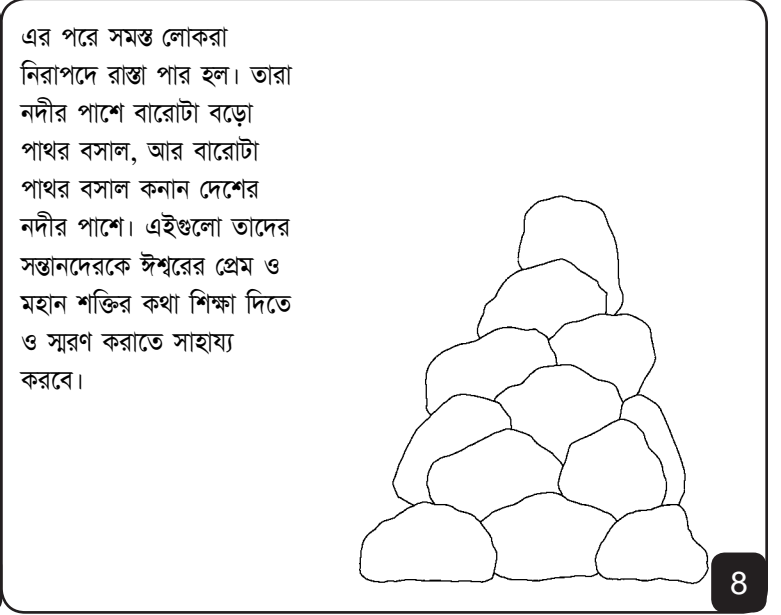 এর পরে সমস্ত লোকরা
নিরাপদে রাস্তা পার হল। তারা
নদীর পাশে বারোটা বড়ো
পাথর বসাল, আর বারোটা
পাথর বসাল কনান দেশের
নদীর পাশে। এইগুলো তাদের
সন্তানদেরকে ঈশ্বরের প্রেম ও
মহান শক্তির কথা শিক্ষা দিতে
ও স্মরণ করাতে সাহায্য
করবে।
8